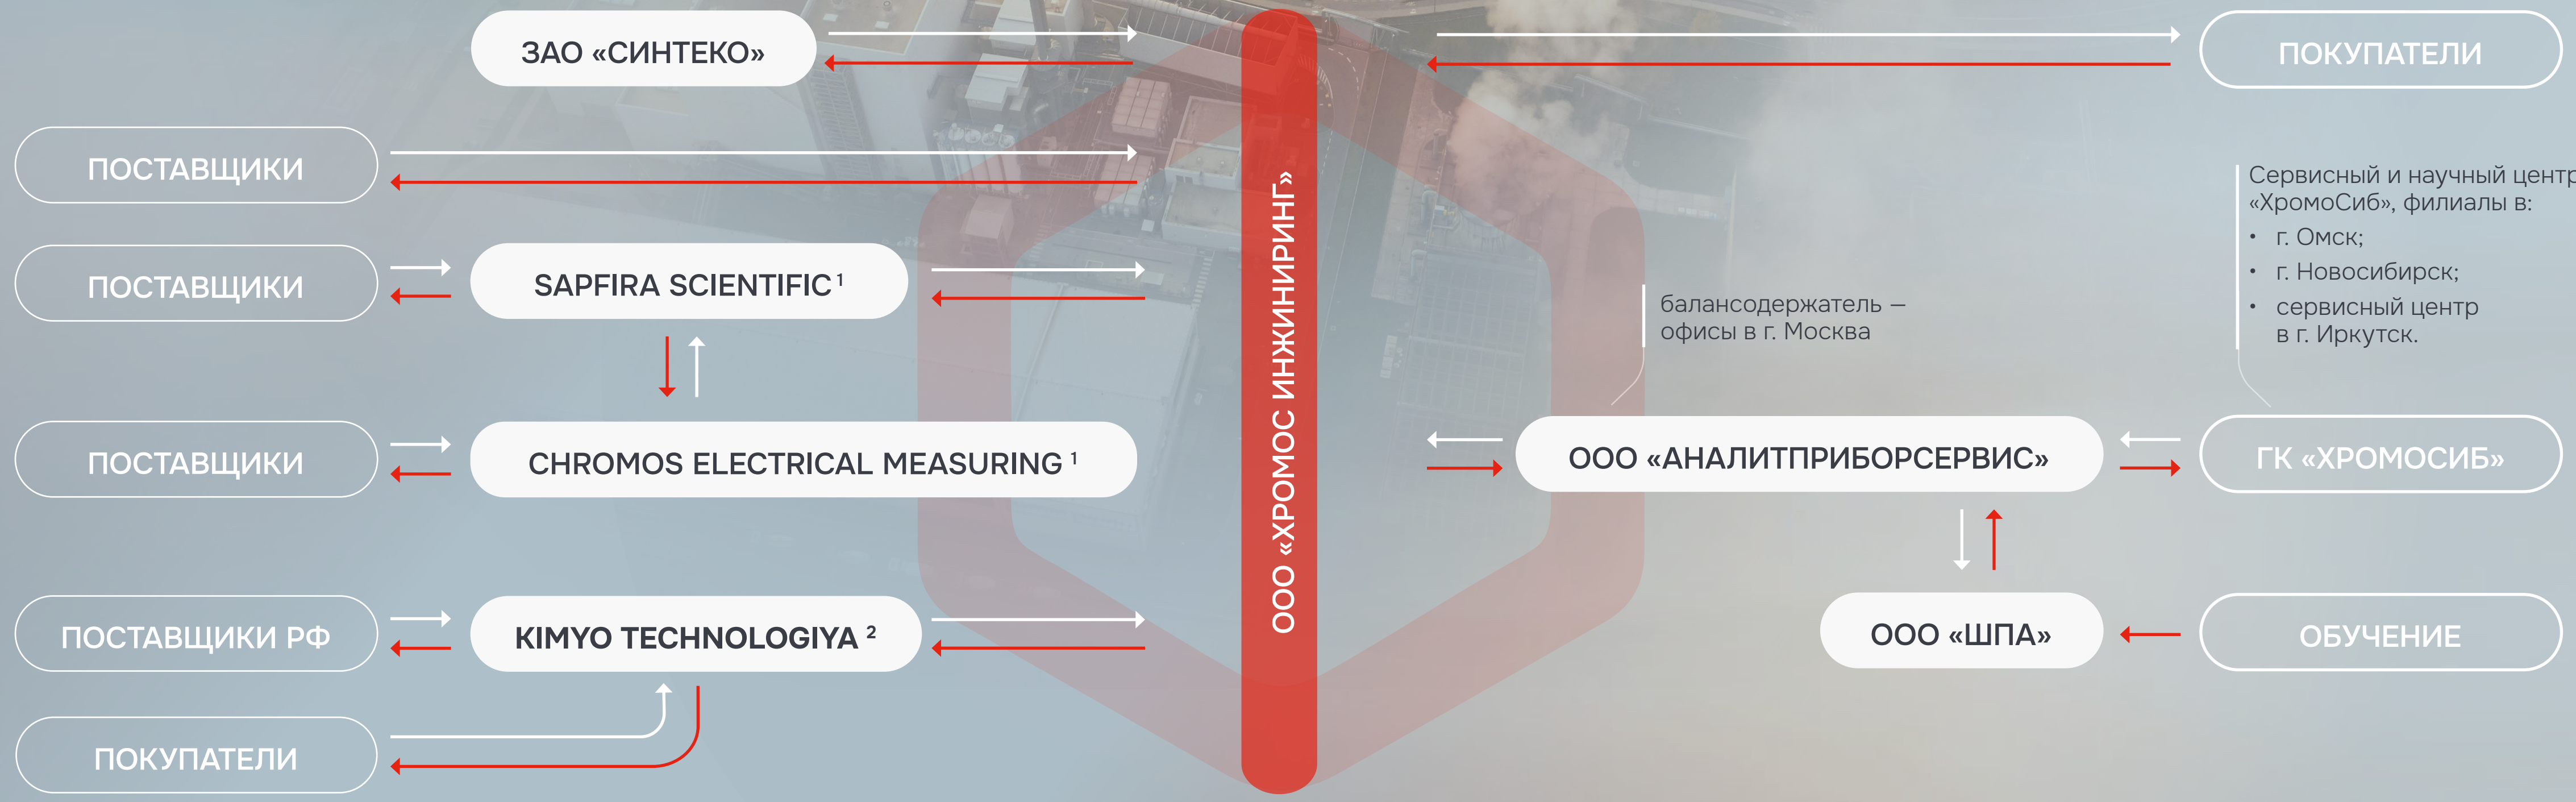 ЗАО «СИНТЕКО»
ПОКУПАТЕЛИ
ПОСТАВЩИКИ
Сервисный и научный центр
«ХромоСиб», филиалы в:
• г. Омск;
• г. Новосибирск;
• сервисный центр
в г. Иркутск.
ПОСТАВЩИКИ
SAPFIRA SCIENTIFIC ¹
ООО «ХРОМОС ИНЖИНИРИНГ»
балансодержатель —
офисы в г. Москва
ПОСТАВЩИКИ
CHROMOS ELECTRICAL MEASURING ¹
ООО «АНАЛИТПРИБОРСЕРВИС»
ГК «ХРОМОСИБ»
ПОСТАВЩИКИ РФ
KIMYO TECHNOLOGIYA ²
ООО «ШПА»
ОБУЧЕНИЕ
ПОКУПАТЕЛИ